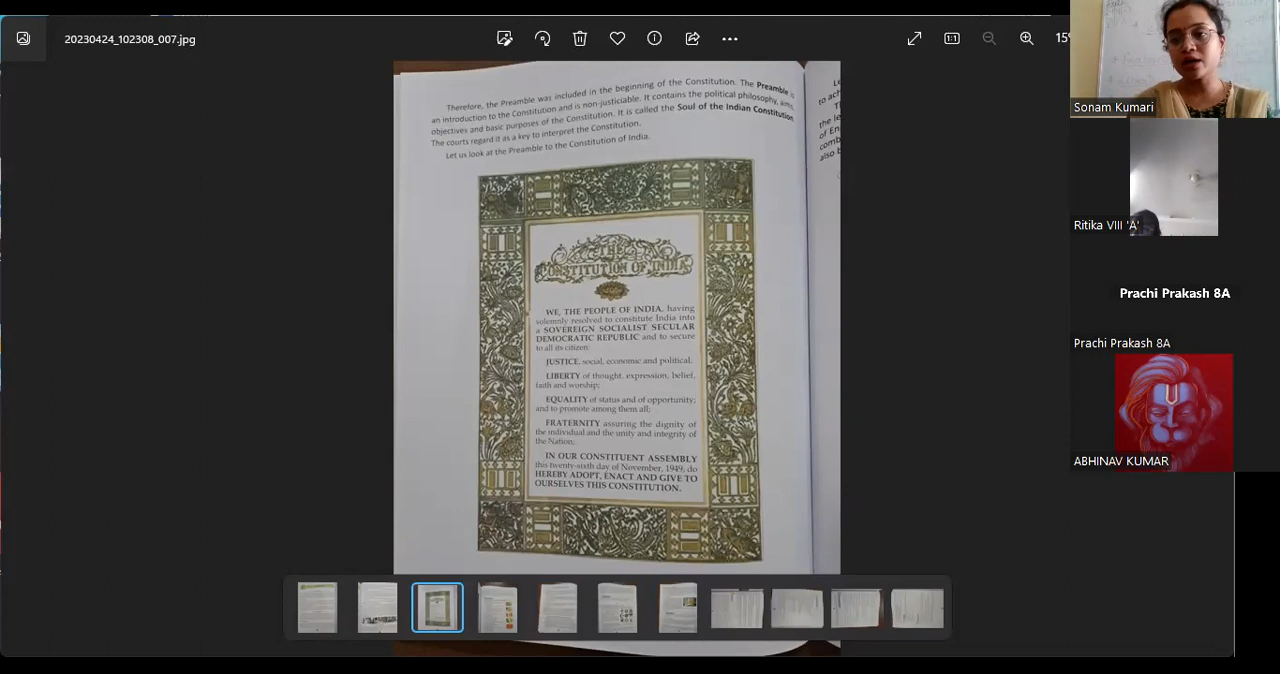 20230424_102308_007.jpg
15
Therefore, the Preamble was included in the beginning of the Constitution. The Preamble is
an introduction to the Constitution and is non-justiciable. It contains the political philosophy, aims,
objectives and basic purposes of the Constitution. It is called the Soul of the Indian Constitution
The courts regard it as a key to interpret the Constitution.
Let us look at the Preamble to the Constitution of India.
THE
CONSTITUTION OF INDIA
WE, THE PEOPLE OF INDIA, having
solemnly resolved to constitute India into
a SOVEREIGN SOCIALIST SECULAR
DEMOCRATIC REPUBLIC and to secure
to all its citizen:
JUSTICE, social, economic and political,
LIBERTY of thought, expression, belief,
faith and worship;
EQUALITY of status and of opportunity;
and to promote among them all;
FRATERNITY assuring the dignity of
the individual and the unity and integrity of
the Nation;
IN OUR CONSTITUENT ASSEMBLY
this twenty-sixth day of November, 1949, do
HEREBY ADOPT, ENACT AND GIVE TO
OURSELVES THIS CONSTITUTION.
Sonam Kumari
Ritika VIII 'A'
Prachi Prakash 8A
Prachi Prakash 8A
ABHINAV KUMAR